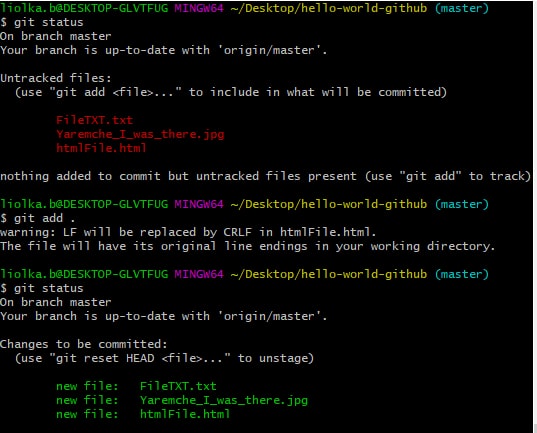 liolka.b@DESKTOP-GLVTFUG MINGW64 ~/Desktop/hello-world-github (master)
$ git status
On branch master
Your branch is up-to-date with 'origin/master'.

Untracked files:
  (use "git add <file>..." to include in what will be committed)

        FileTXT.txt
        Yaremche_I_was_there.jpg
        htmlFile.html

nothing added to commit but untracked files present (use "git add" to track)

liolka.b@DESKTOP-GLVTFUG MINGW64 ~/Desktop/hello-world-github (master)
$ git add .
warning: LF will be replaced by CRLF in htmlFile.html.
The file will have its original line endings in your working directory.

liolka.b@DESKTOP-GLVTFUG MINGW64 ~/Desktop/hello-world-github (master)
$ git status
On branch master
Your branch is up-to-date with 'origin/master'.

Changes to be committed:
  (use "git reset HEAD <file>..." to unstage)

        new file:   FileTXT.txt
        new file:   Yaremche_I_was_there.jpg
        new file:   htmlFile.html